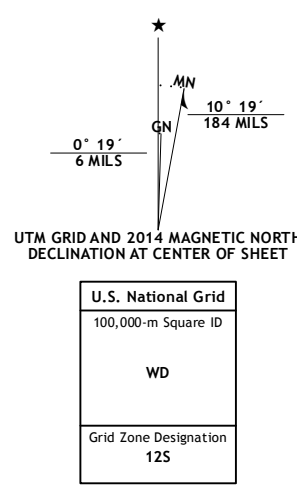 MN
10° 19´
184 MILS
GN
0° 19´
6 MILS
UTM GRID AND 2014 MAGNETIC NORTH
DECLINATION AT CENTER OF SHEET
U.S. National Grid
100,000-m Square ID
WD
Grid Zone Designation
12S